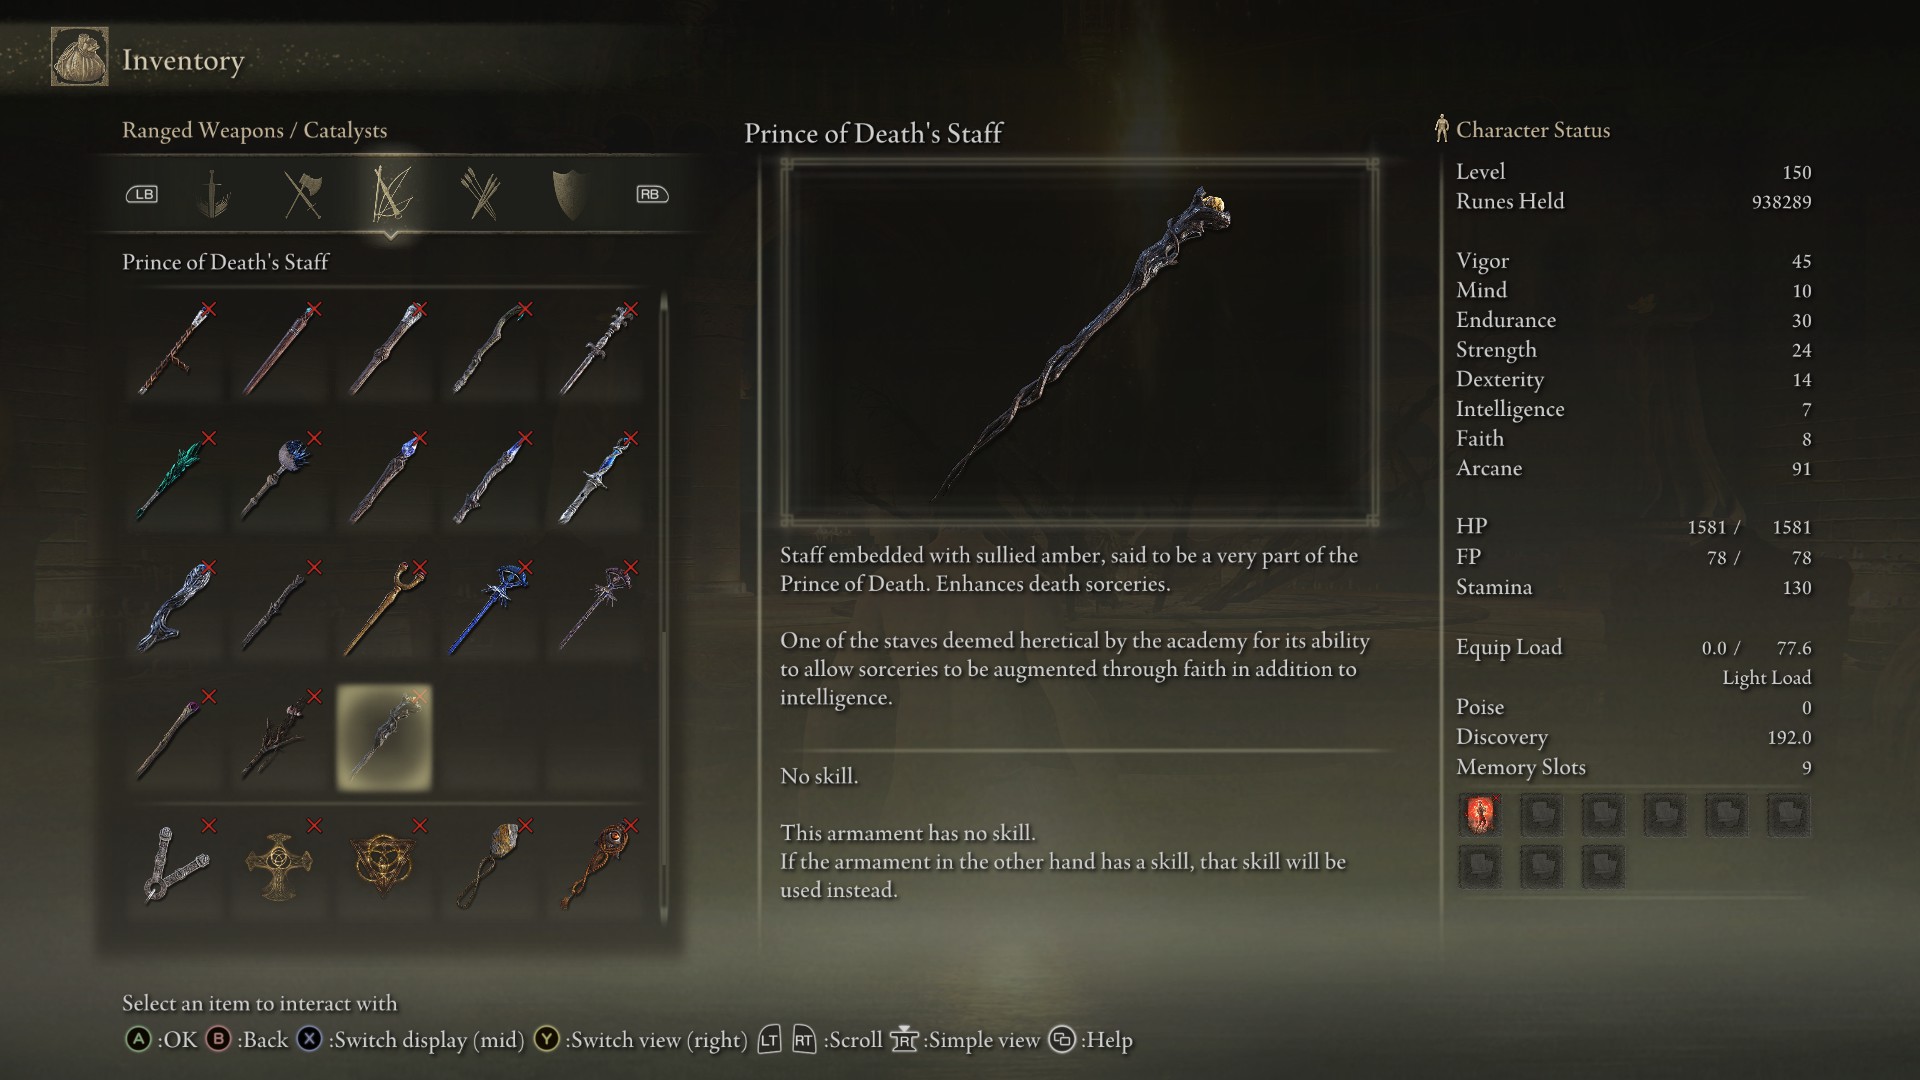 Inventory
Ranged Weapons / Catalysts
LB
RB
Prince of Death's Staff
Prince of Death's Staff
Staff embedded with sullied amber, said to be a very part of the
Prince of Death. Enhances death sorceries.
One of the staves deemed heretical by the academy for its ability
to allow sorceries to be augmented through faith in addition to
intelligence.
No skill.
This armament has no skill.
If the armament in the other hand has a skill, that skill will be
used instead.
Character Status
Level 150
Runes Held 938289
Vigor 45
Mind 10
Endurance 30
Strength 24
Dexterity 14
Intelligence 7
Faith 8
Arcane 91
HP 1581 / 1581
FP 78 / 78
Stamina 130
Equip Load 0.0 / 77.6
Light Load
Poise 0
Discovery 192.0
Memory Slots 9
Select an item to interact with
A :OK B :Back X :Switch display (mid) Y :Switch view (right) LT RT :Scroll R :Simple view :Help